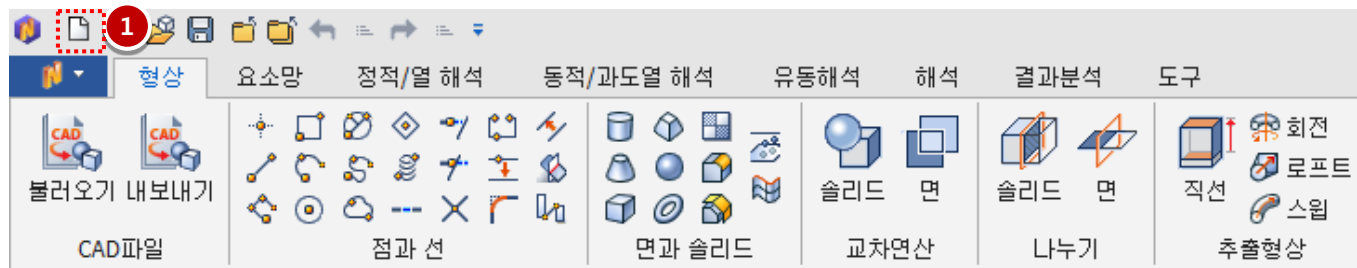 1
형상 요소망 정적/열 해석 동적/과도열 해석 유동해석 해석 결과분석 도구
CAD CAD 회전
로프트
불러오기 내보내기 솔리드 면 솔리드 면 직선
스윕
CAD파일 점과 선 면과 솔리드 교차연산 나누기 추출형상